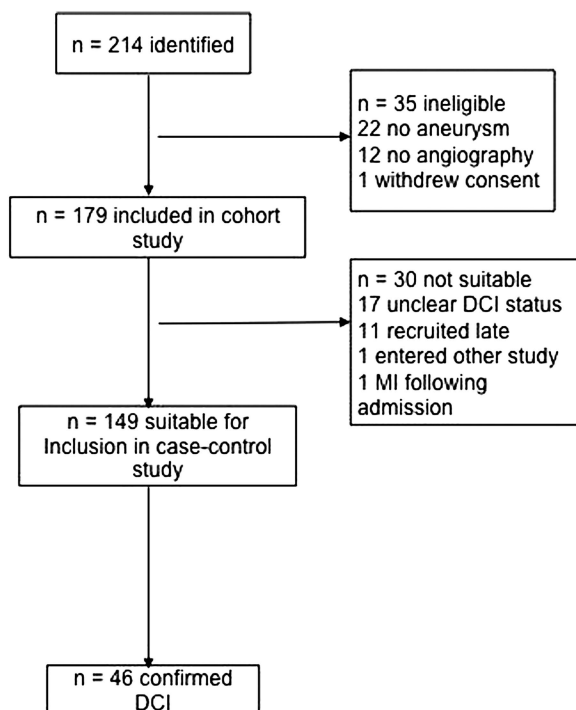 n = 214 identified
n = 35 ineligible
22 no aneurysm
12 no angiography
1 withdrew consent
n = 179 included in cohort
study
n = 30 not suitable
17 unclear DCI status
11 recruited late
1 entered other study
1 MI following
admission
n = 149 suitable for
Inclusion in case-control
study
n = 46 confirmed
DCI